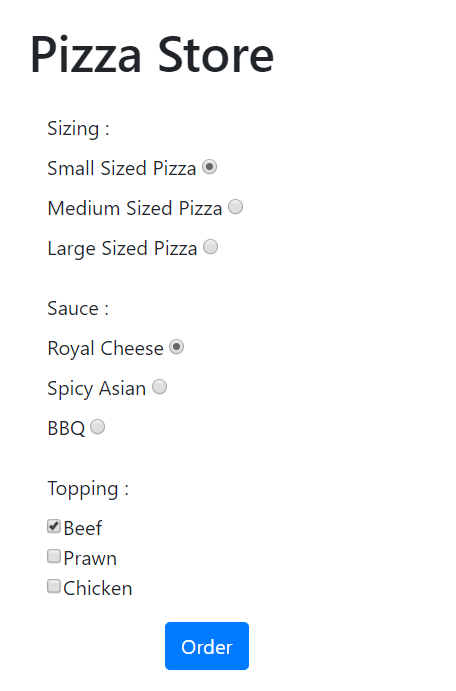 Pizza Store
Sizing :
Small Sized Pizza
Medium Sized Pizza
Large Sized Pizza
Sauce :
Royal Cheese
Spicy Asian
BBQ
Topping :
Beef
Prawn
Chicken
Order